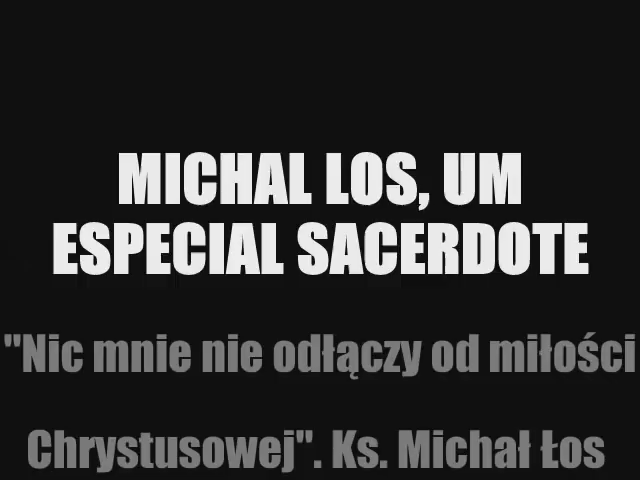 MICHAL LOS, UM
ESPECIAL SACERDOTE
"Nic mnie nie odłączy od miłości
Chrystusowej". Ks. Michał Łos